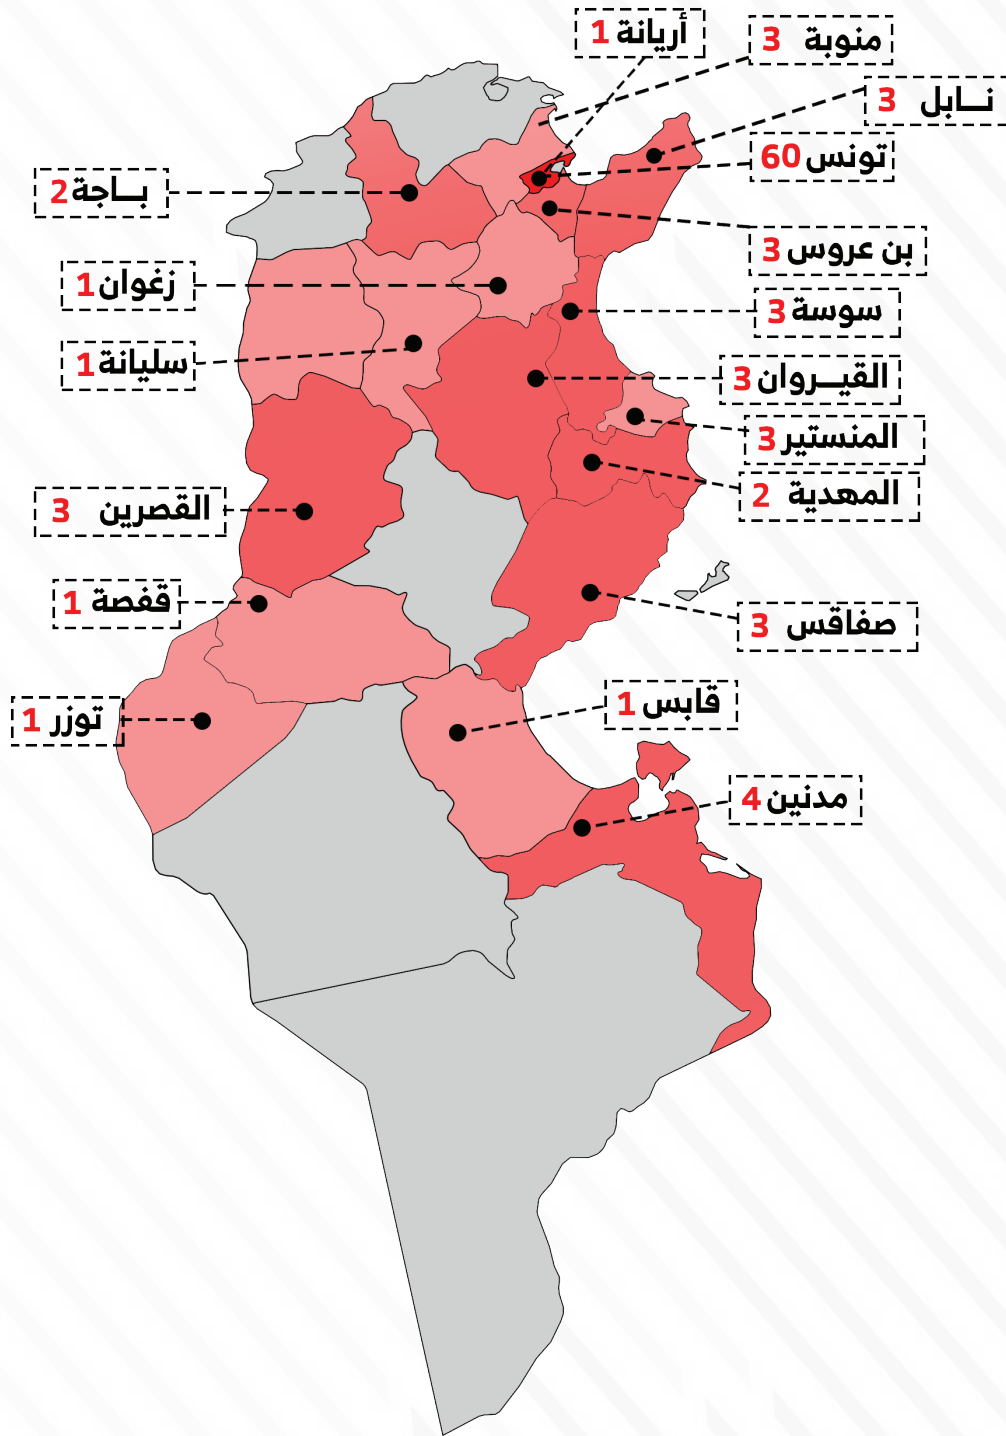 أريانة 1
منوبة 3
نــابل 3
تونس 60
بــاجة 2
بن عروس 3
زغوان 1
سوسة 3
سليانة 1
القيــروان 3
المنستير 3
المهدية 2
القصرين 3
قفصة 1
صفاقس 3
قابس 1
توزر 1
مدنين 4